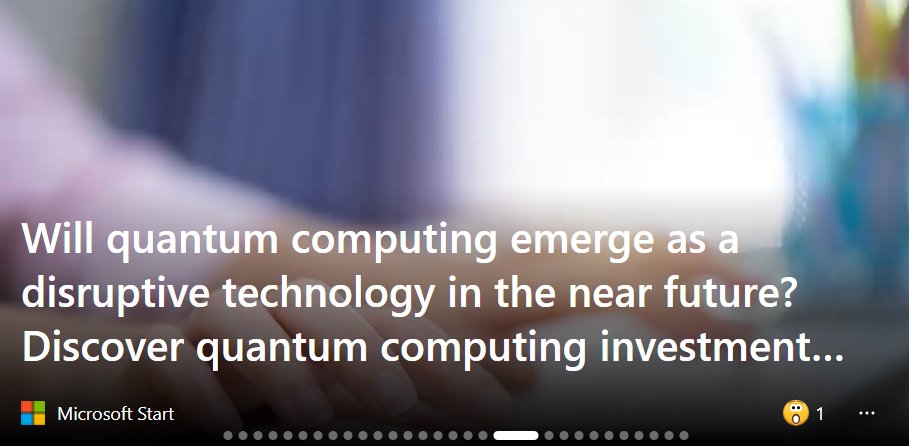 Will quantum computing emerge as a
disruptive technology in the near future?
Discover quantum computing investment...
Microsoft Start
1